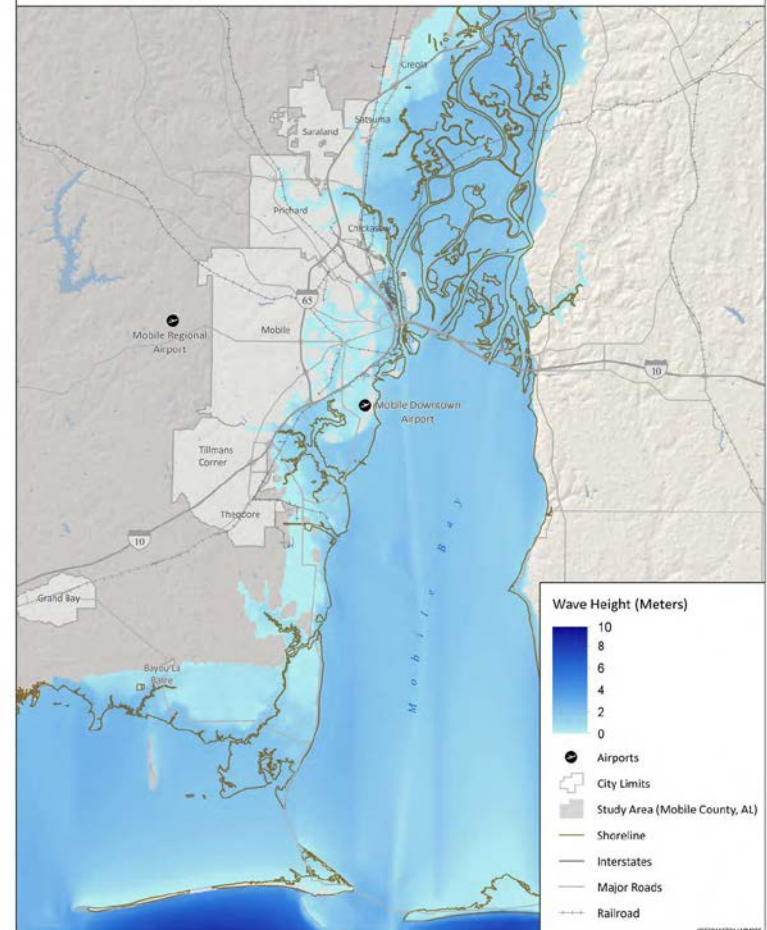 Creola
Satsuma
Saraland
Prichard
65
Mobile
Mobile Regional
Airport
10
Mobile Downtown
Airport
Tillmans
Corner
Theodore
10
Mobile Bay
Grand Bay
Bayou La
Batre
Wave Height (Meters)
10
8
6
4
2
0
Airports
City Limits
Study Area (Mobile County, AL)
Shoreline
Interstates
Major Roads
Railroad